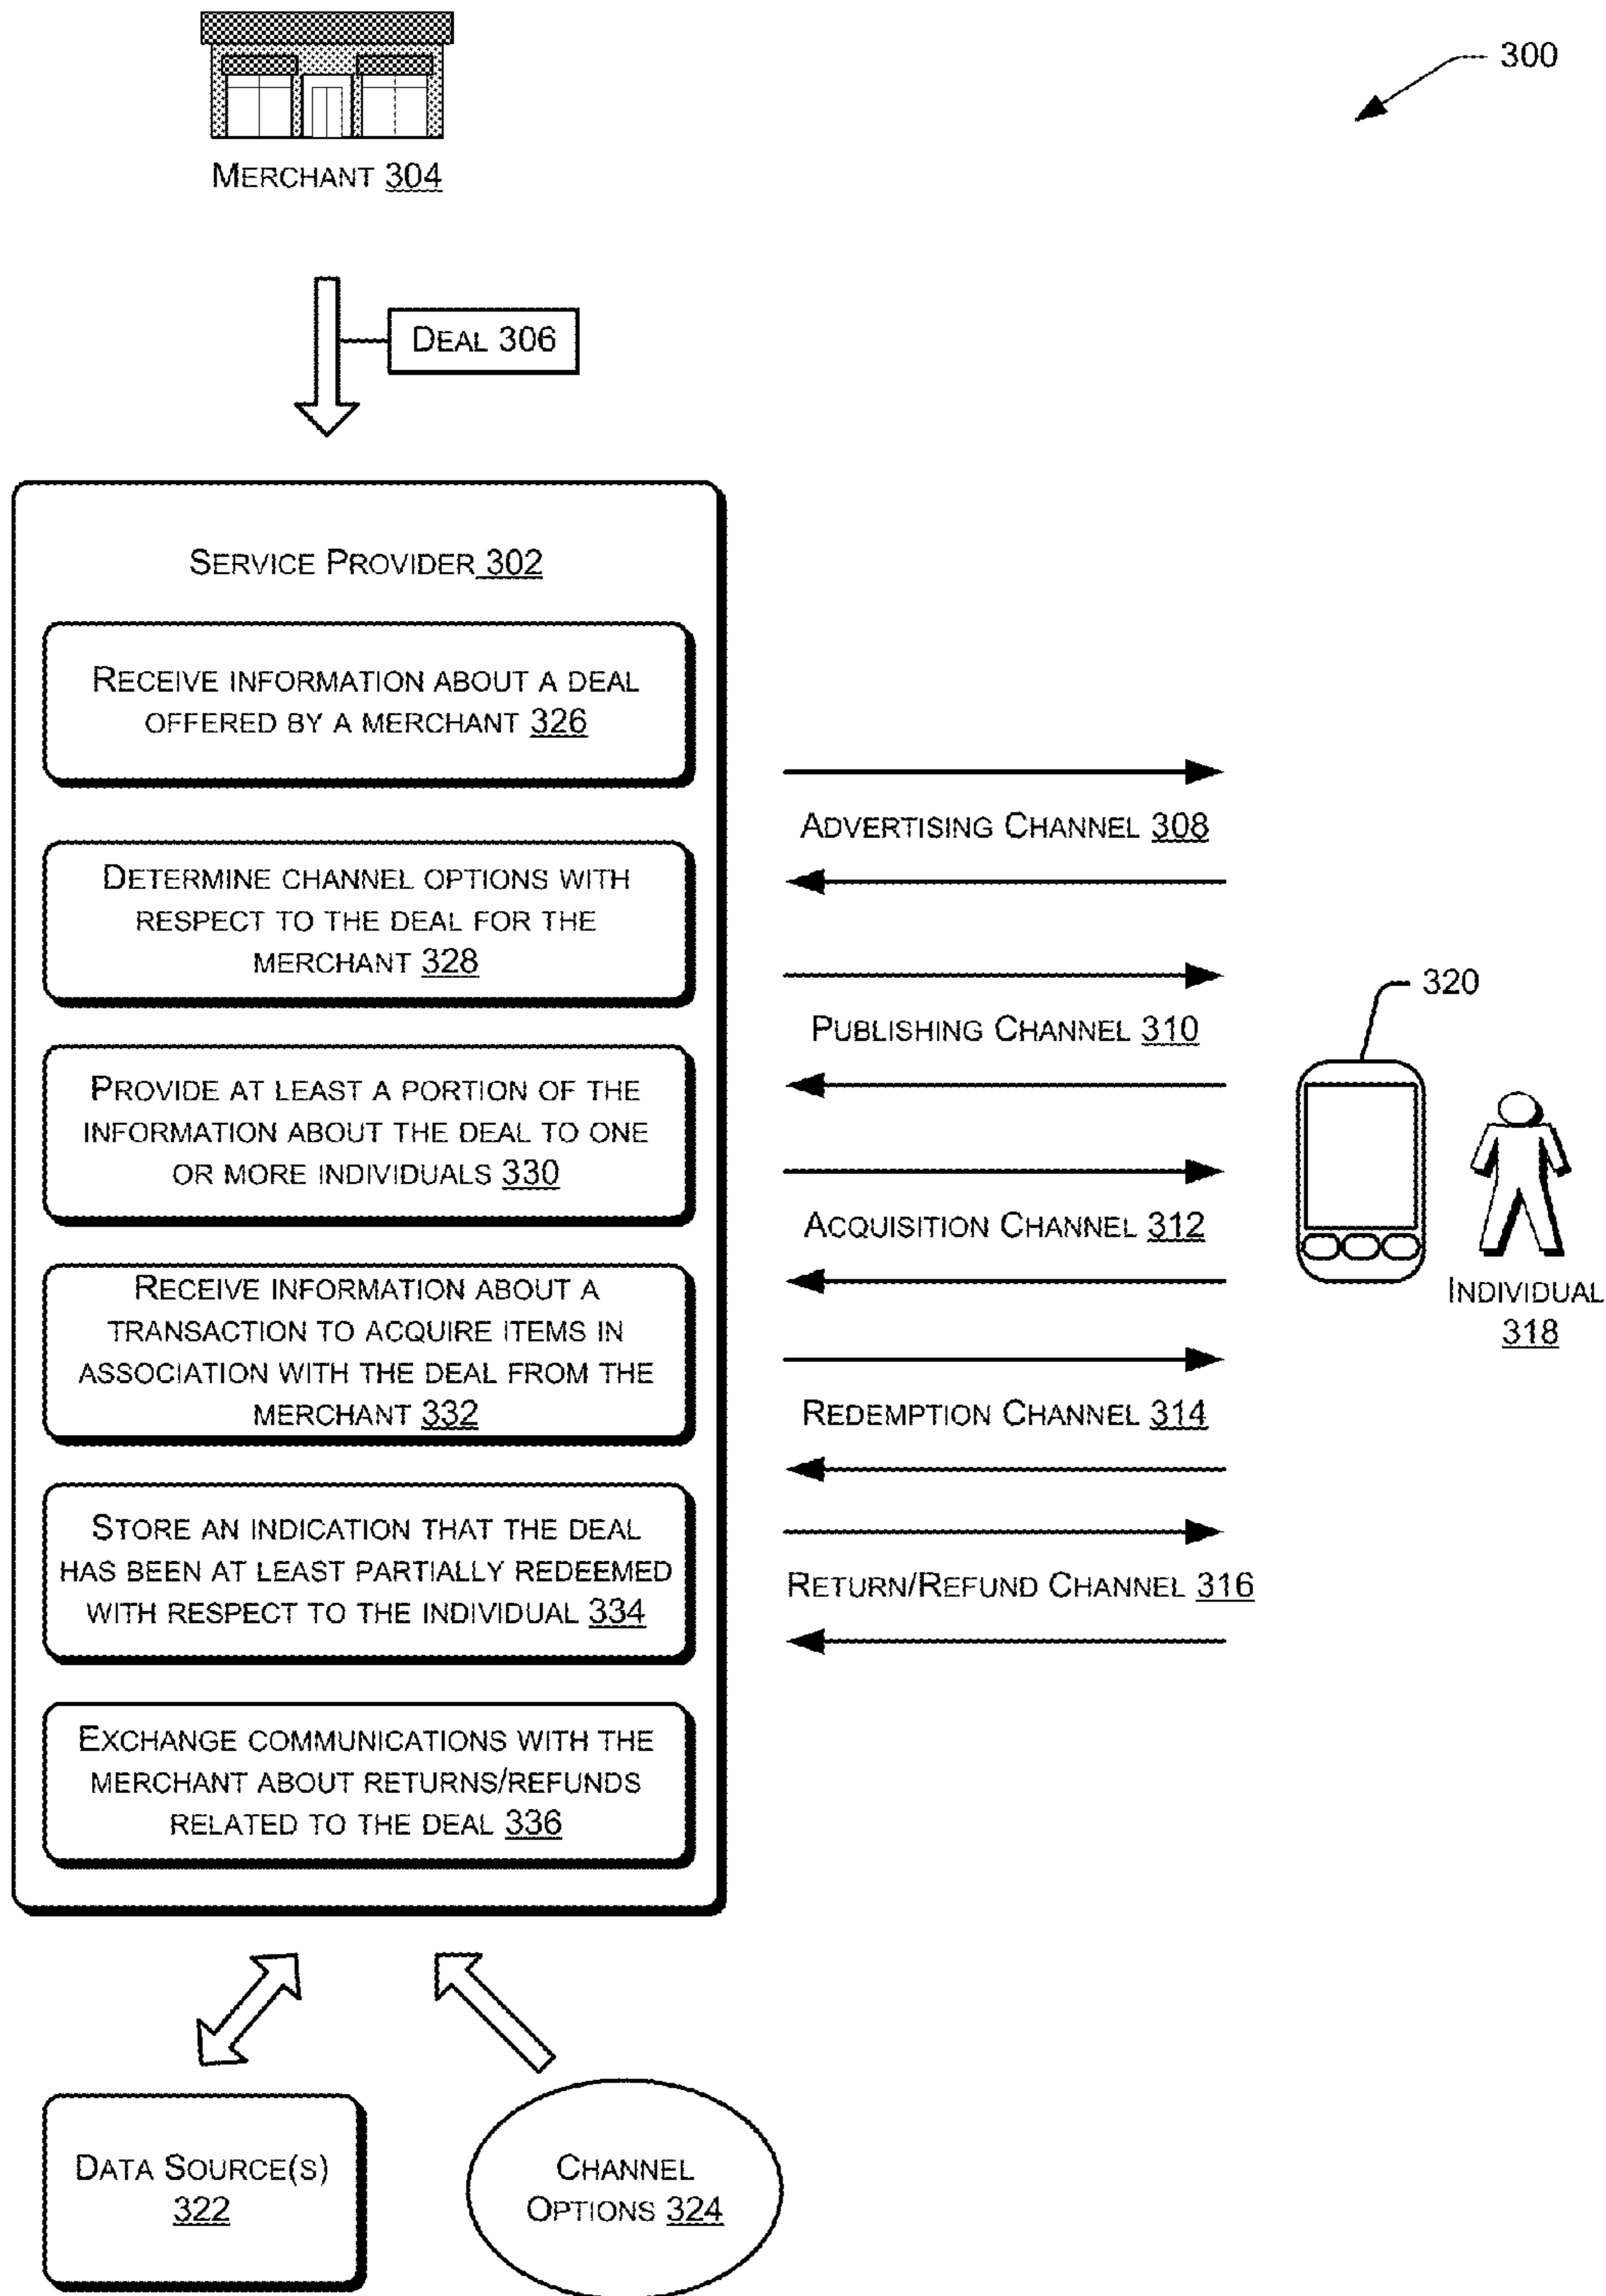 300
MERCHANT 304
DEAL 306
SERVICE PROVIDER 302
RECEIVE INFORMATION ABOUT A DEAL
OFFERED BY A MERCHANT 326
DETERMINE CHANNEL OPTIONS WITH
RESPECT TO THE DEAL FOR THE
MERCHANT 328
PROVIDE AT LEAST A PORTION OF THE
INFORMATION ABOUT THE DEAL TO ONE
OR MORE INDIVIDUALS 330
RECEIVE INFORMATION ABOUT A
TRANSACTION TO ACQUIRE ITEMS IN
ASSOCIATION WITH THE DEAL FROM THE
MERCHANT 332
STORE AN INDICATION THAT THE DEAL
HAS BEEN AT LEAST PARTIALLY REDEEMED
WITH RESPECT TO THE INDIVIDUAL 334
EXCHANGE COMMUNICATIONS WITH THE
MERCHANT ABOUT RETURNS/REFUNDS
RELATED TO THE DEAL 336
ADVERTISING CHANNEL 308
PUBLISHING CHANNEL 310
ACQUISITION CHANNEL 312
REDEMPTION CHANNEL 314
RETURN/REFUND CHANNEL 316
320
INDIVIDUAL
318
DATA SOURCE(S)
322
CHANNEL
OPTIONS 324